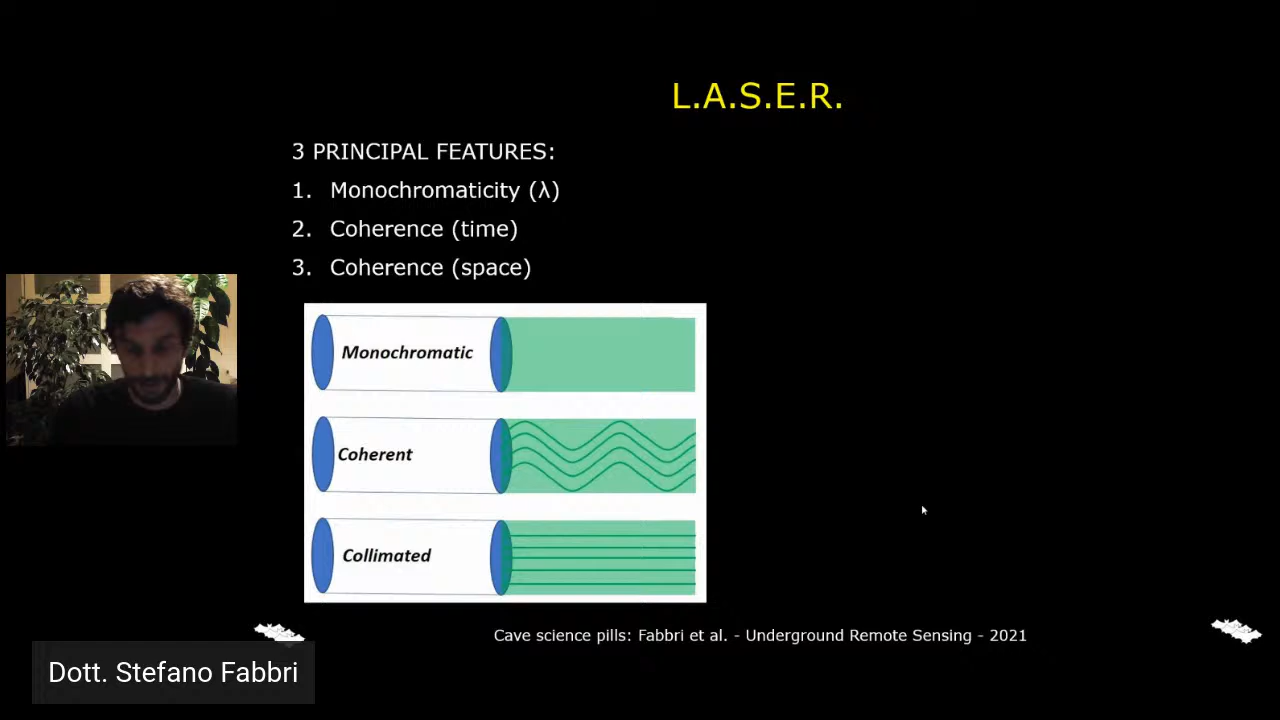 L.A.S.E.R.
3 PRINCIPAL FEATURES:
1. Monochromaticity (λ)
2. Coherence (time)
3. Coherence (space)
Monochromatic
Coherent
Collimated
Cave science pills: Fabbri et al. - Underground Remote Sensing - 2021
Dott. Stefano Fabbri